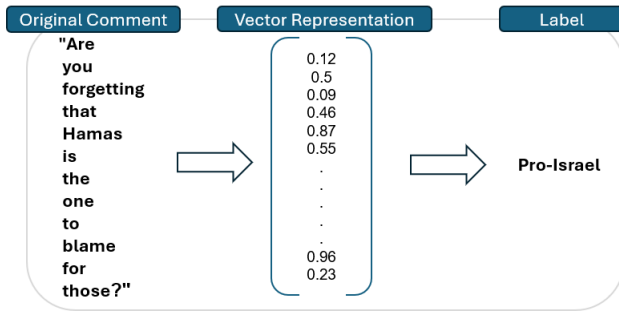 Original Comment
Vector Representation
Label
"Are
you
forgetting
that
Hamas
is
the
one
to
blame
for
those?"
0.12
0.5
0.09
0.46
0.87
0.55
.
.
.
.
.
0.96
0.23
Pro-Israel